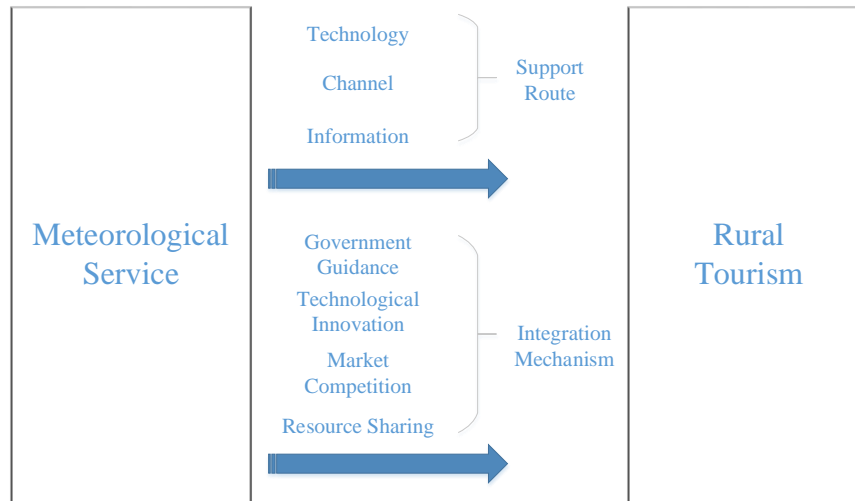 Meteorological
Service
Technology
Channel
Information
Support
Route
Government
Guidance
Technological
Innovation
Market
Competition
Resource Sharing
Integration
Mechanism
Rural
Tourism